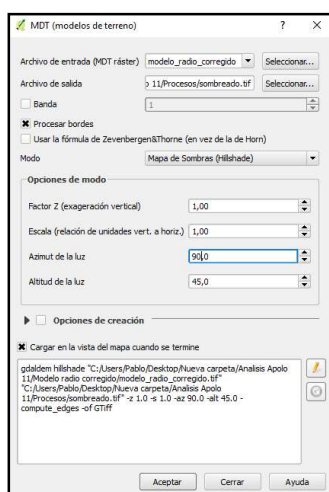 MDT (modelos de terreno) ? X
Archivo de entrada (MDT ráster) modelo_radio_corregido Seleccionar...
Archivo de salida ɔ 11/Procesos/sombreado.tif Seleccionar...
Banda 1
Procesar bordes
Usar la fórmula de Zevenbergen&Thorne (en vez de la de Horn)
Modo Mapa de Sombras (Hillshade)
Opciones de modo
Factor Z (exageración vertical) 1,00
Escala (relación de unidades vert. a horiz.) 1,00
Azimut de la luz 90,0
Altitud de la luz 45,0
Opciones de creación
Cargar en la vista del mapa cuando se termine
gdaldem hillshade "C:/Users/Pablo/Desktop/Nueva carpeta/Analisis Apolo
11/Modelo radio corregido/modelo_radio_corregido.tif"
"C:/Users/Pablo/Desktop/Nueva carpeta/Analisis Apolo
11/Procesos/sombreado.tif" -z 1.0 -s 1.0 -az 90.0 -alt 45.0 -
compute_edges -of GTiff
Aceptar Cerrar Ayuda